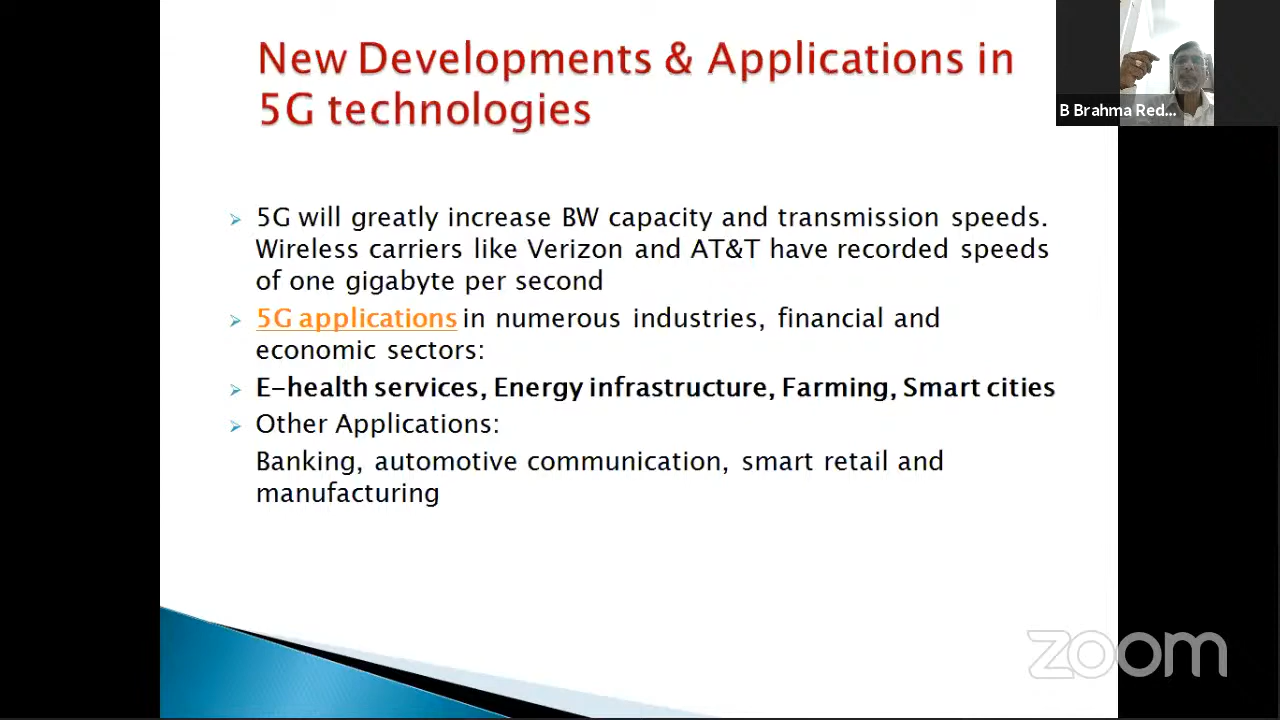 New Developments & Applications in
5G technologies
B Brahma Red...
5G will greatly increase BW capacity and transmission speeds.
Wireless carriers like Verizon and AT&T have recorded speeds
of one gigabyte per second
5G applications in numerous industries, financial and
economic sectors:
E-health services, Energy infrastructure, Farming, Smart cities
Other Applications:
Banking, automotive communication, smart retail and
manufacturing
zoom